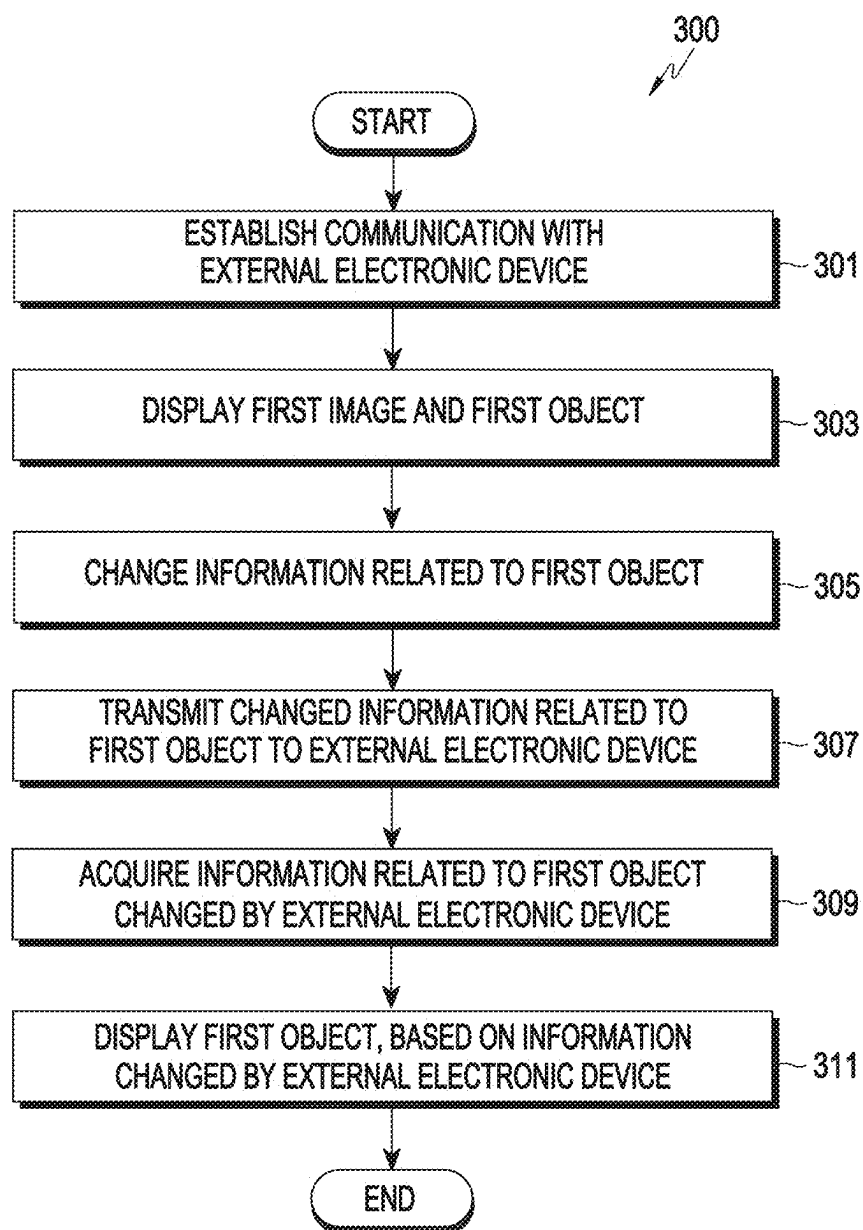 300
START
ESTABLISH COMMUNICATION WITH
EXTERNAL ELECTRONIC DEVICE
301
DISPLAY FIRST IMAGE AND FIRST OBJECT
303
CHANGE INFORMATION RELATED TO FIRST OBJECT
305
TRANSMIT CHANGED INFORMATION RELATED TO
FIRST OBJECT TO EXTERNAL ELECTRONIC DEVICE
307
ACQUIRE INFORMATION RELATED TO FIRST OBJECT
CHANGED BY EXTERNAL ELECTRONIC DEVICE
309
DISPLAY FIRST OBJECT, BASED ON INFORMATION
CHANGED BY EXTERNAL ELECTRONIC DEVICE
311
END